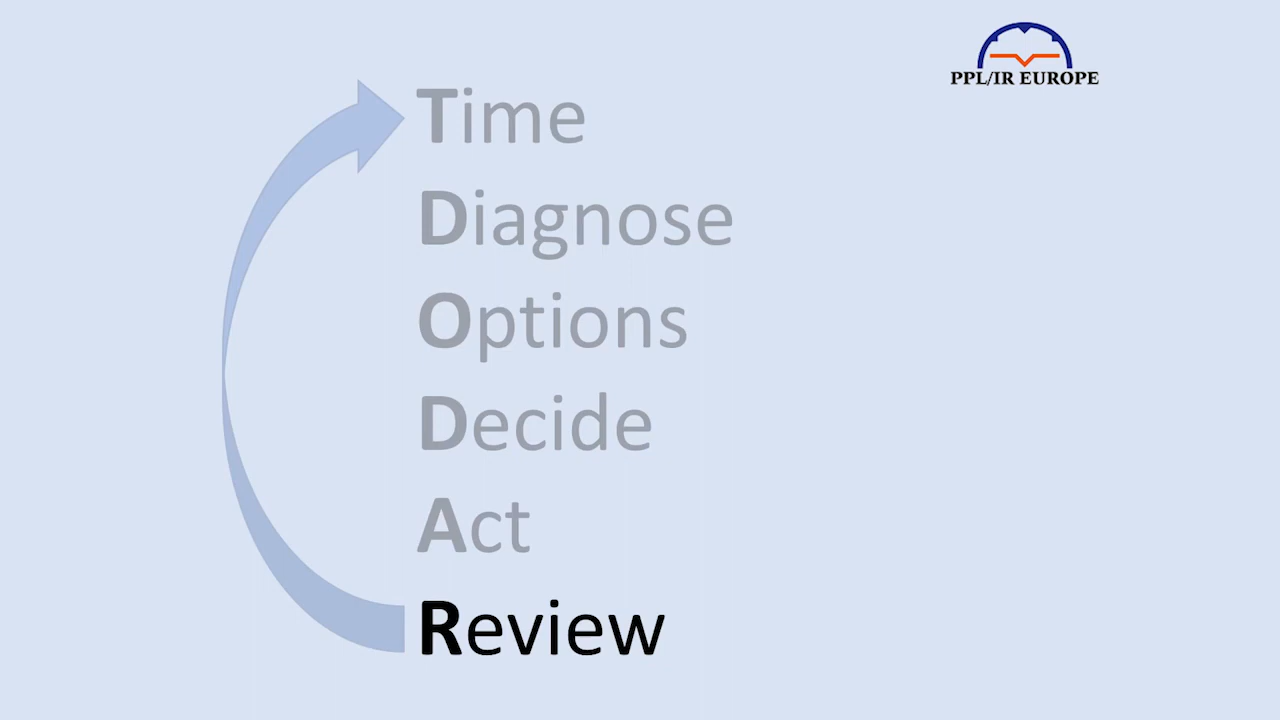 PPL/IR EUROPE
Time
Diagnose
Options
Decide
Act
Review